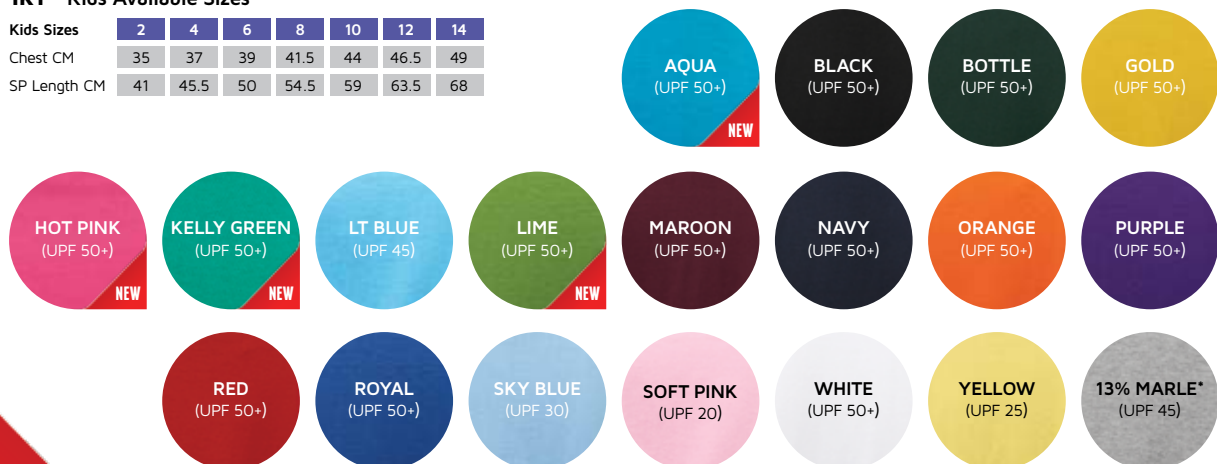 Kids Available Sizes
Kids Sizes 2 4 6 8 10 12 14
Chest CM 35 37 39 41.5 44 46.5 49
SP Length CM 41 45.5 50 54.5 59 63.5 68
AQUA
(UPF 50+)
NEW
BLACK
(UPF 50+)
BOTTLE
(UPF 50+)
GOLD
(UPF 50+)
HOT PINK
(UPF 50+)
NEW
KELLY GREEN
(UPF 50+)
NEW
LT BLUE
(UPF 45)
LIME
(UPF 50+)
NEW
MAROON
(UPF 50+)
NAVY
(UPF 50+)
ORANGE
(UPF 50+)
PURPLE
(UPF 50+)
RED
(UPF 50+)
ROYAL
(UPF 50+)
SKY BLUE
(UPF 30)
SOFT PINK
(UPF 20)
WHITE
(UPF 50+)
YELLOW
(UPF 25)
13% MARLE*
(UPF 45)